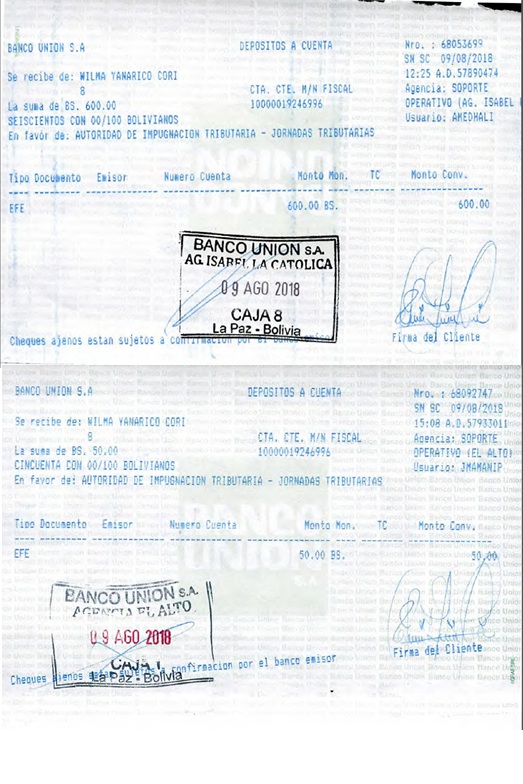 BANCO UNION S.A DEPOSITOS A CUENTA Nro. : 68053699
SN SC 09/08/2018
Se recibe de: WILMA YANARICO CORI 12:25 A.D.57890474
8 CTA. CTE. M/N FISCAL Agencia: SOPORTE
La suma de BS. 600.00 10000019246996 OPERATIVO (AG. ISABEL
SEISCIENTOS CON 00/100 BOLIVIANOS Usuario: AMEDHALI
En favor de: AUTORIDAD DE IMPUGNACION TRIBUTARIA - JORNADAS TRIBUTARIAS
Tipo Documento Emisor Numero Cuenta Monto Mon. TC Monto Conv.
EFE 600.00 BS. 600.00
BANCO UNION S.A.
AG. ISABEL LA CATOLICA
09 AGO 2018
CAJA 8
La Paz - Bolivia
Cheques ajenos estan sujetos a confirmacion por el banco emisor Firma del Cliente
BANCO UNION S.A DEPOSITOS A CUENTA Nro. : 68092747
SN SC 09/08/2018
Se recibe de: WILMA YANARICO CORI 15:08 A.D.57933011
8 CTA. CTE. M/N FISCAL Agencia: SOPORTE
La suma de BS. 50.00 10000019246996 OPERATIVO (EL ALTO)
CINCUENTA CON 00/100 BOLIVIANOS Usuario: JMAMANIP
En favor de: AUTORIDAD DE IMPUGNACION TRIBUTARIA - JORNADAS TRIBUTARIAS
Tipo Documento Emisor Numero Cuenta Monto Mon. TC Monto Conv.
EFE 50.00 BS. 50.00
BANCO UNION S.A.
AGENCIA EL ALTO
09 AGO 2018
CAJA 1
La Paz - Bolivia
Cheques ajenos estan sujetos a confirmacion por el banco emisor Firma del Cliente